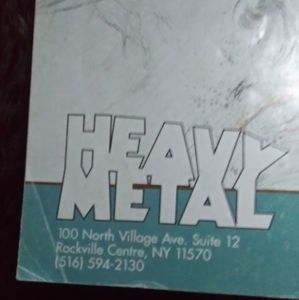 HEAVY
METAL
100 North Village Ave. Suite 12
Rockville Centre, NY 11570
(516) 594-2130